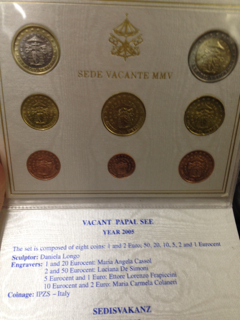 SEDE VACANTE MMV
VACANT PAPAL SEE
YEAR 2005
The set is composed of eight coins: 1 and 2 Euro, 50, 20, 10, 5, 2 and 1 Eurocent
Sculptor: Daniela Longo
Engravers: 1 and 20 Eurocent: Maria Angela Cassol
2 and 50 Eurocent: Luciana De Simoni
5 Eurocent and 1 Euro: Ettore Lorenzo Frapiccini
10 Eurocent and 2 Euro: Maria Carmela Colaneri
Coinage: IPZS - Italy
SEDISVAKANZ